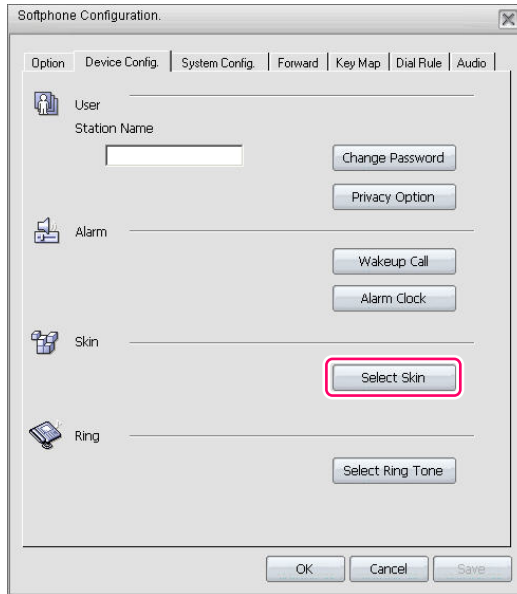 Softphone Configuration.
Option Device Config. System Config. Forward Key Map Dial Rule Audio
User
Station Name
Change Password
Privacy Option
Alarm
Wakeup Call
Alarm Clock
Skin
Select Skin
Ring
Select Ring Tone
OK Cancel Save